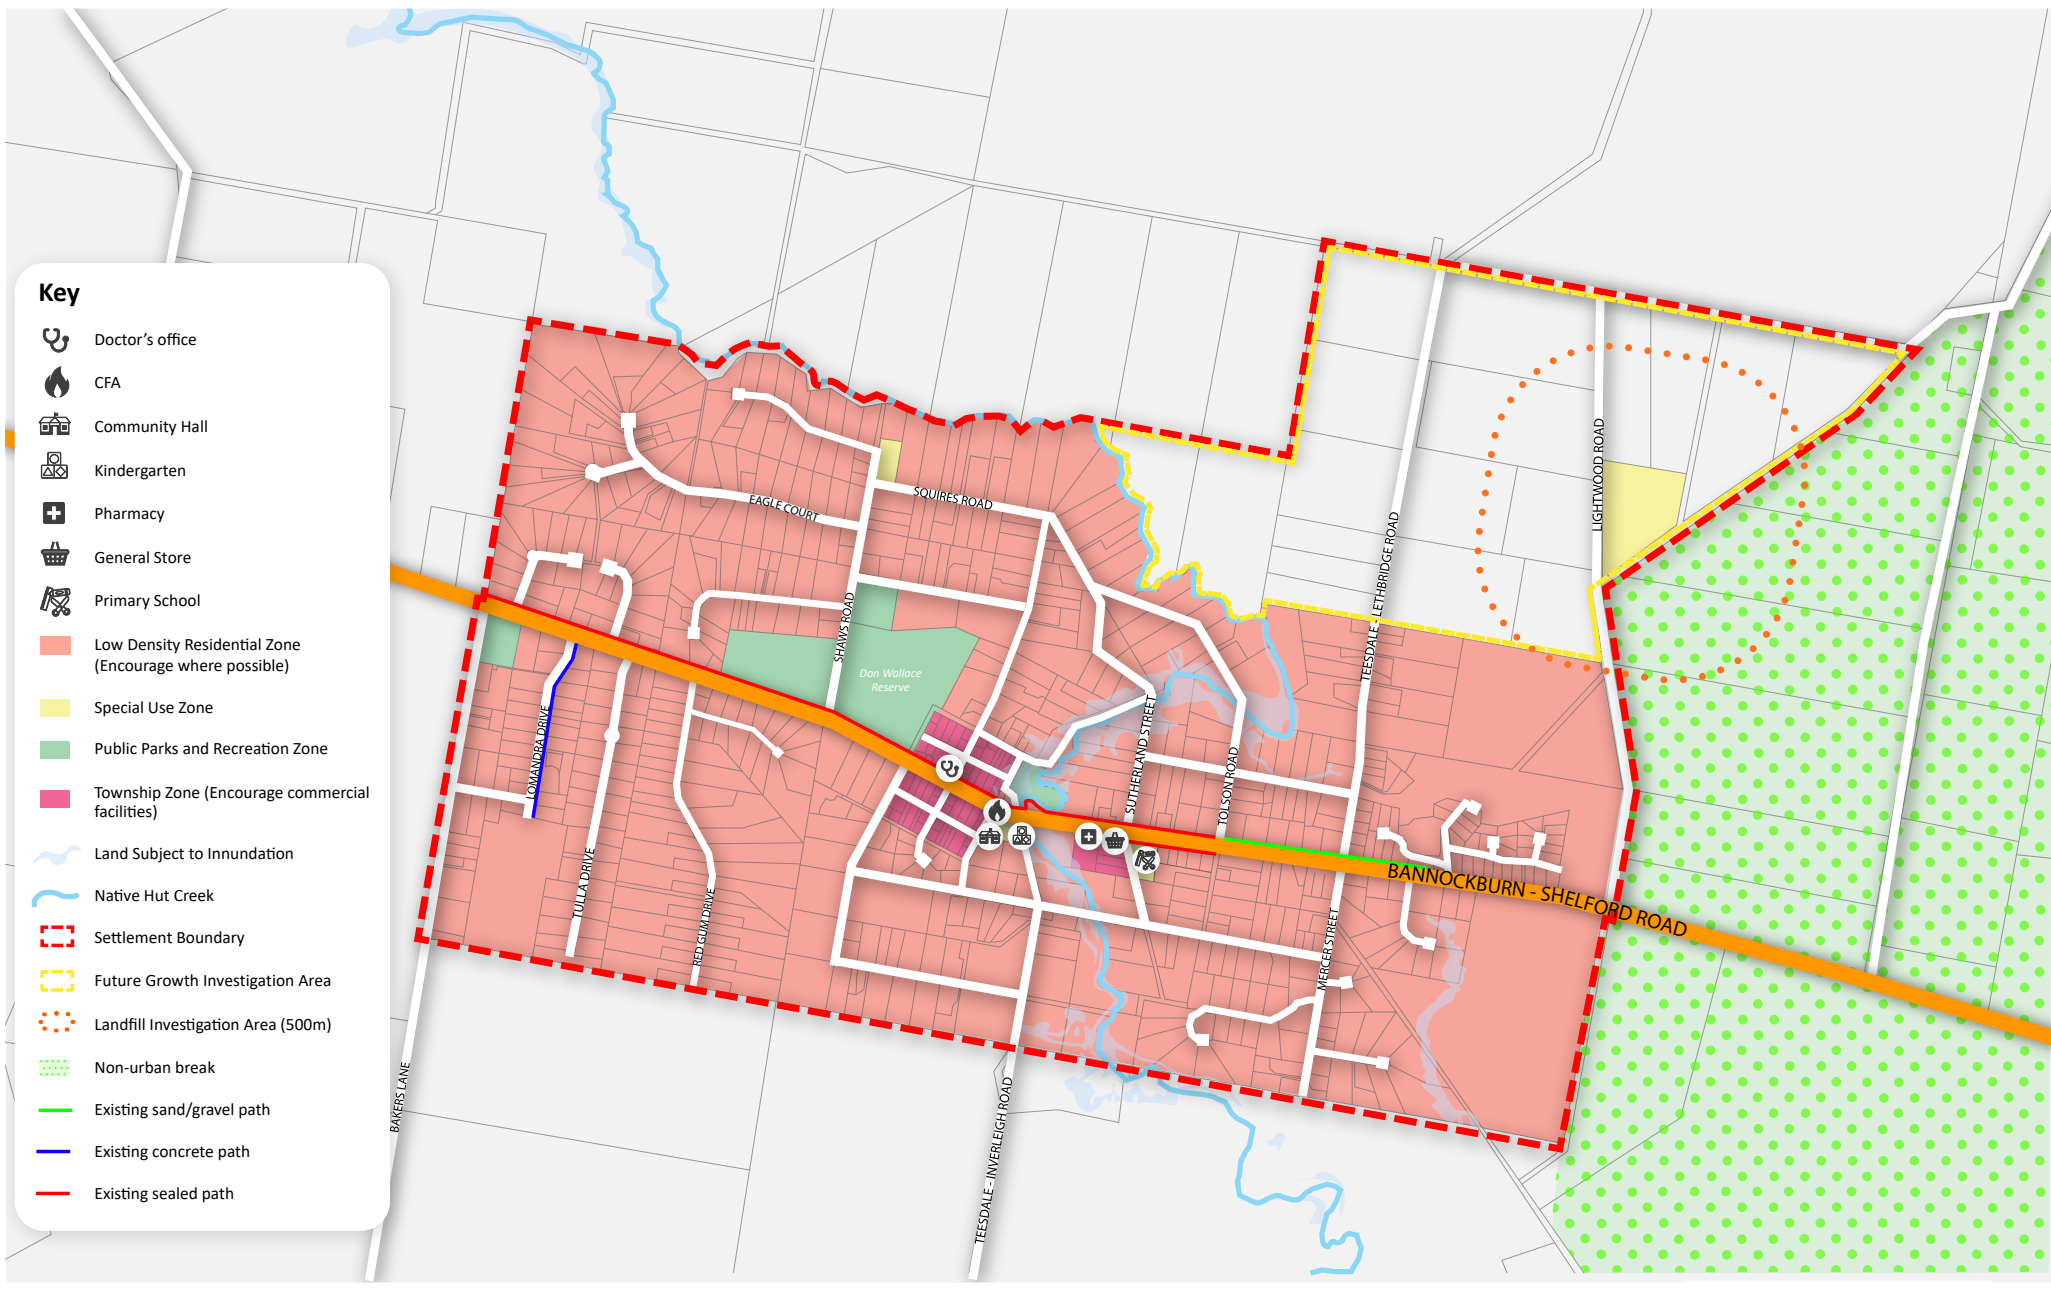 Key
Doctor's office
CFA
Community Hall
Kindergarten
Pharmacy
General Store
Primary School
Low Density Residential Zone
(Encourage where possible)
Special Use Zone
Public Parks and Recreation Zone
Township Zone (Encourage commercial
facilities)
Land Subject to Innundation
Native Hut Creek
Settlement Boundary
Future Growth Investigation Area
Landfill Investigation Area (500m)
Non-urban break
Existing sand/gravel path
Existing concrete path
Existing sealed path
EAGLE COURT
SQUIRES ROAD
SHAWS ROAD
Don Wallace
Reserve
LOMANDRA DRIVE
TULLA DRIVE
RED GUM DRIVE
BAKERS LANE
TEESDALE - INVERLEIGH ROAD
SUTHERLAND STREET
TOLSON ROAD
TEESDALE - LETHBRIDGE ROAD
LIGHTWOOD ROAD
MERCER STREET
BANNOCKBURN - SHELFORD ROAD